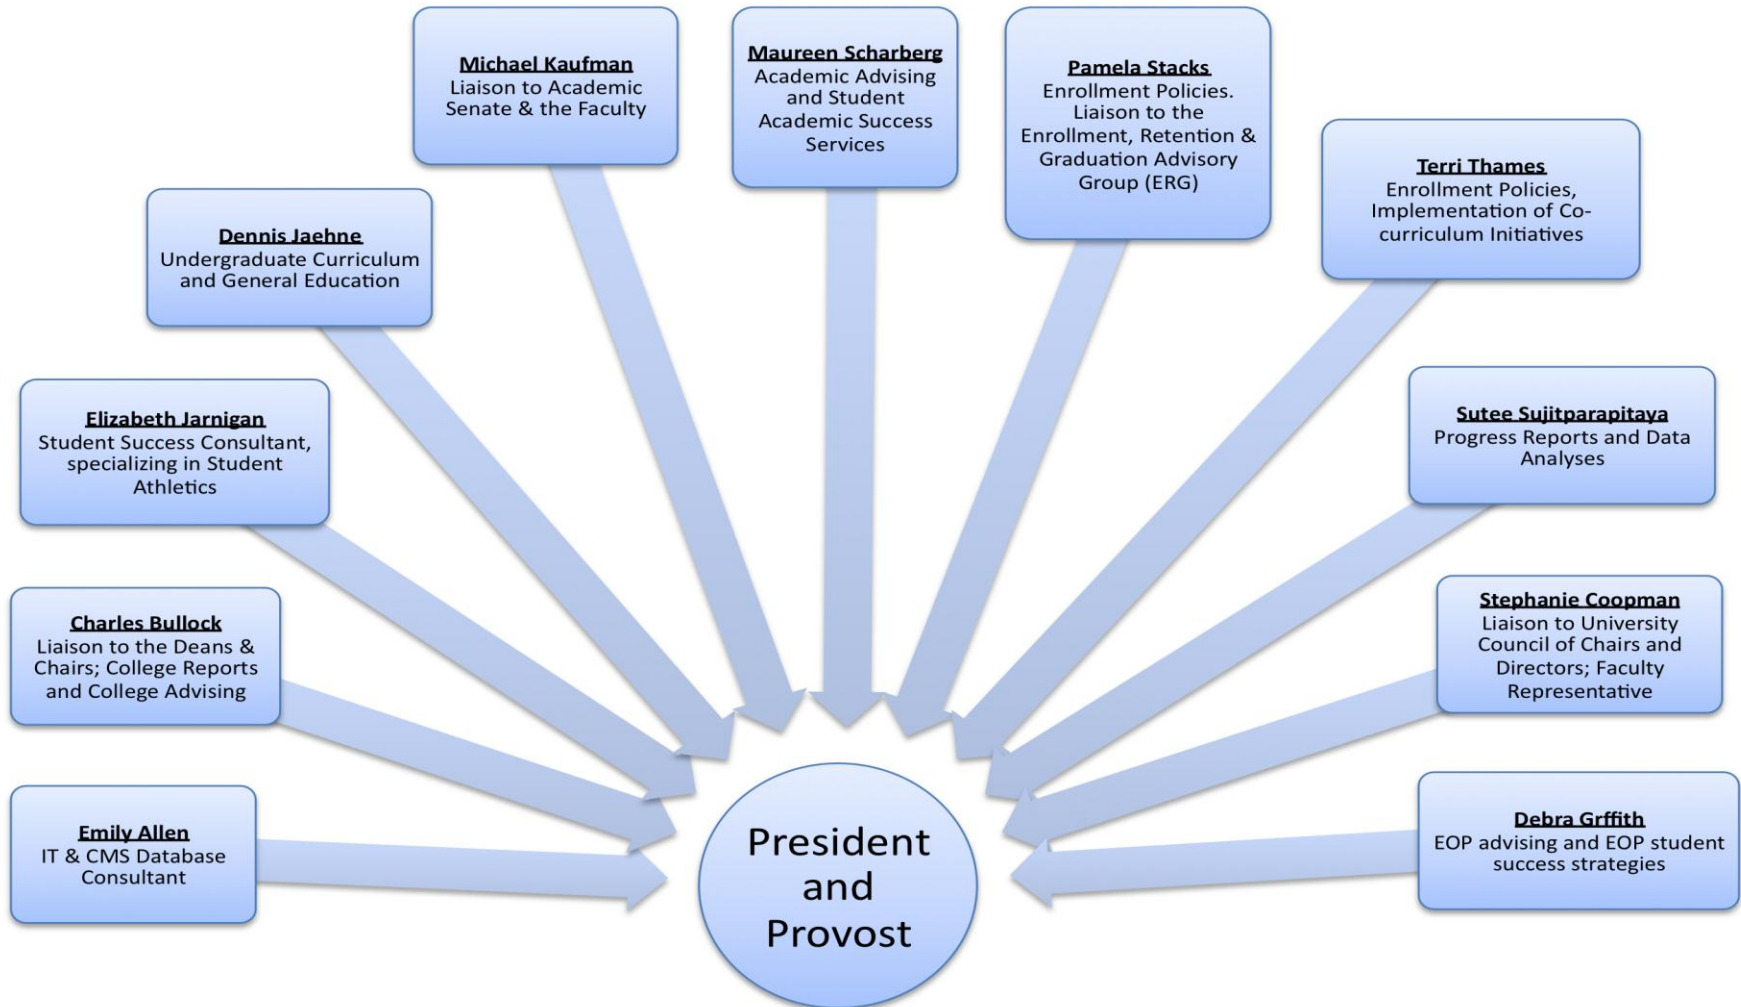 Michael Kaufman
Liaison to Academic
Senate & the Faculty
Maureen Scharberg
Academic Advising
and Student
Academic Success
Services
Pamela Stacks
Enrollment Policies.
Liaison to the
Enrollment, Retention &
Graduation Advisory
Group (ERG)
Terri Thames
Enrollment Policies,
Implementation of Co-
curriculum Initiatives
Dennis Jaehne
Undergraduate Curriculum
and General Education
Elizabeth Jarnigan
Student Success Consultant,
specializing in Student
Athletics
Sutee Sujitparapitaya
Progress Reports and Data
Analyses
Charles Bullock
Liaison to the Deans &
Chairs; College Reports
and College Advising
Stephanie Coopman
Liaison to University
Council of Chairs and
Directors; Faculty
Representative
Emily Allen
IT & CMS Database
Consultant
Debra Grffith
EOP advising and EOP student
success strategies
President
and
Provost